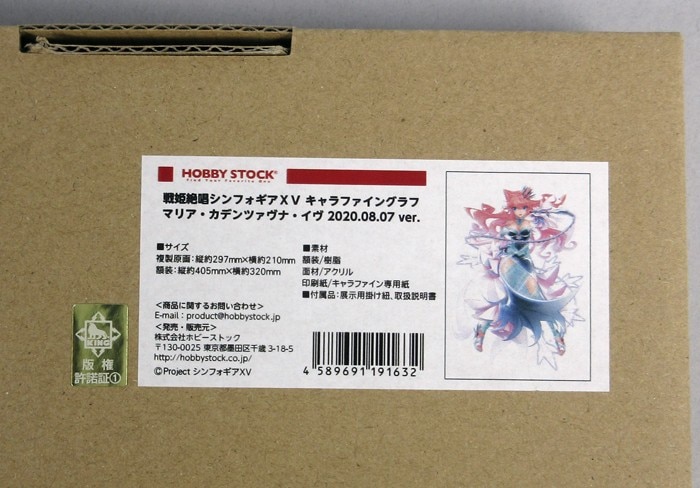 HOBBY STOCK®
Find Your Favorite One
戦姫絶唱シンフォギアXV キャラファイングラフ
マリア・カデンツァヴナ・イヴ 2020.08.07 ver.
■サイズ
複製原画：縦約297mm×横約210mm
額装：縦約405mm×横約320mm
■素材
額装/樹脂
面材/アクリル
印刷紙/キャラファイン専用紙
■付属品：展示用掛け紐、取扱説明書
＜商品に関するお問い合わせ＞
E-mail：product@hobbystock.jp
＜発売・販売元＞
株式会社ホビーストック
〒130-0025 東京都墨田区千歳 3-18-5
http://hobbystock.co.jp/
©Project シンフォギアXV
4 589691 191632
KING
版権
許諾証①